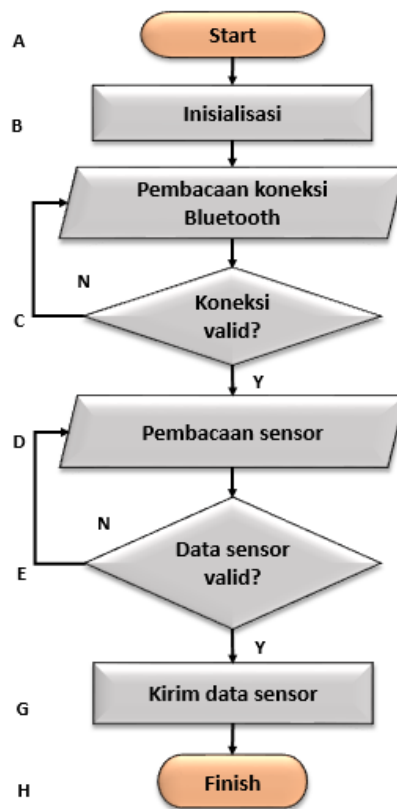 A
Start
B
Inisialisasi
Pembacaan koneksi
Bluetooth
N
C
Koneksi
valid?
Y
D
Pembacaan sensor
N
E
Data sensor
valid?
Y
G
Kirim data sensor
H
Finish